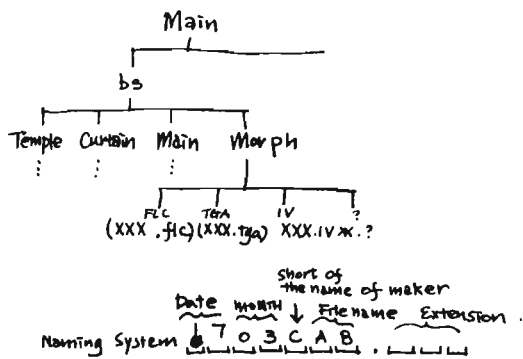 Main
bs
Temple Curtain Main Morph
FLC TGA IV ?
(XXX.flc) (XXX.tga) XXX.IV X.?
short of
the name of maker
Date MONTH Filename Extension.
Naming System 7 0 3 C A B .